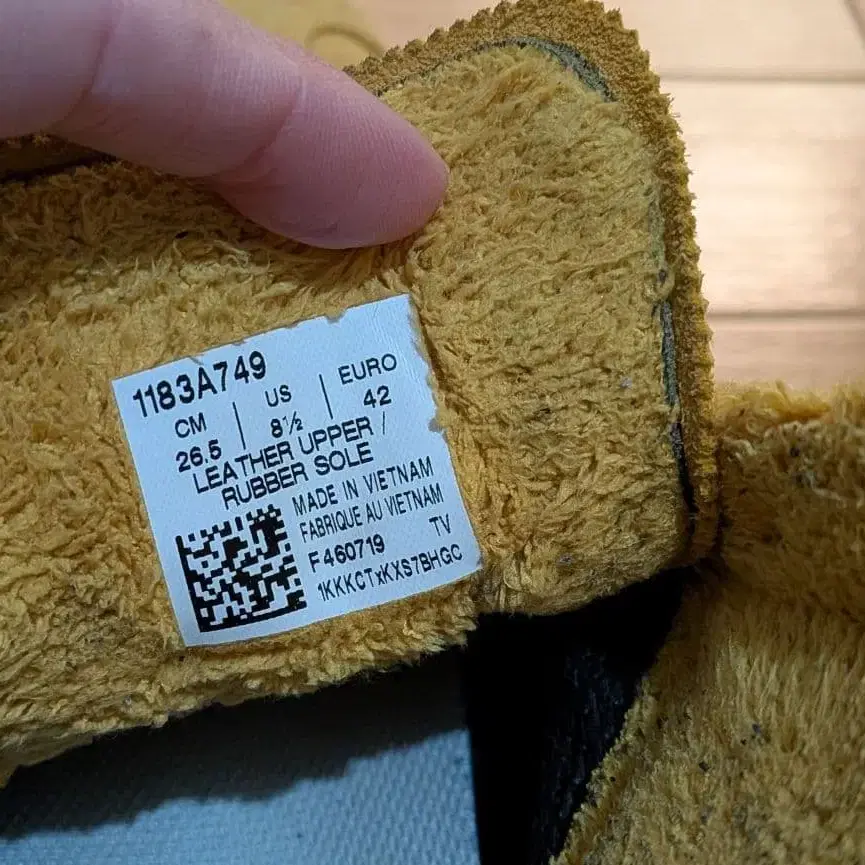 1183A749
CM | US | EURO
26.5 | 8½ | 42
LEATHER UPPER /
RUBBER SOLE
MADE IN VIETNAM
FABRIQUE AU VIETNAM
F460719 TV
1KKKCTxKXS7BHGC